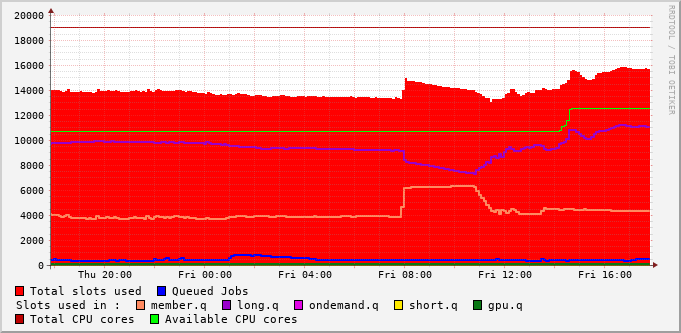 20000
18000
16000
14000
12000
10000
8000
6000
4000
2000
0
Thu 20:00 Fri 00:00 Fri 04:00 Fri 08:00 Fri 12:00 Fri 16:00
RRDTOOL / TOBI OETIKER
Total slots used Queued Jobs
Slots used in : member.q long.q ondemand.q short.q gpu.q
Total CPU cores Available CPU cores